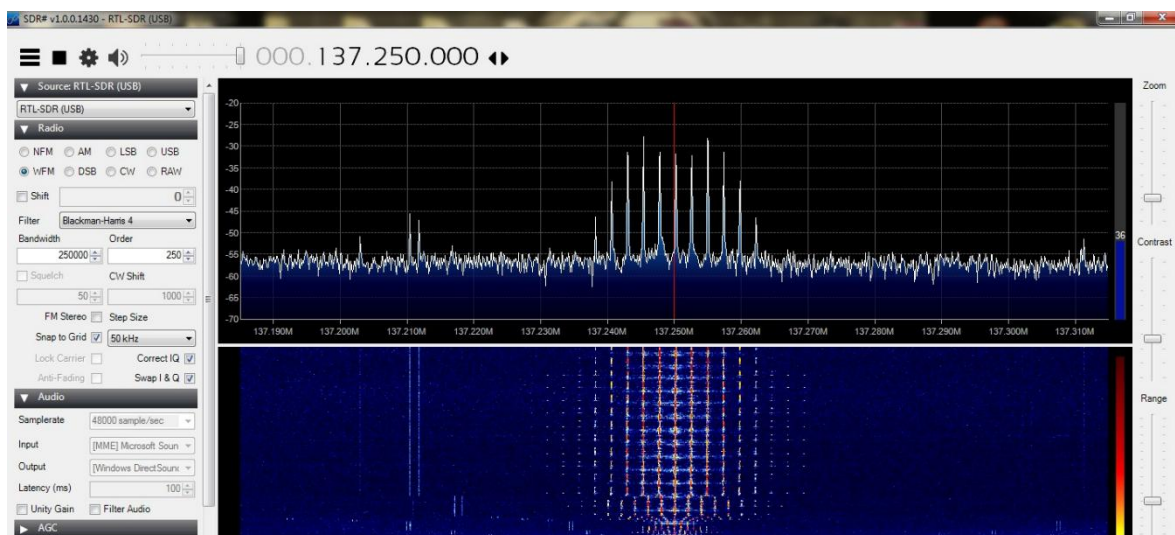 SDR# v1.0.0.1430 - RTL-SDR (USB)
000.137.250.000
Source: RTL-SDR (USB)
RTL-SDR (USB)
Radio
NFM AM LSB USB
WFM DSB CW RAW
Shift 0
Filter Blackman-Harris 4
Bandwidth Order
250000 250
Squelch CW Shift
50 1000
FM Stereo Step Size
Snap to Grid 50 kHz
Lock Carrier Correct IQ
Anti-Fading Swap I & Q
Audio
Samplerate 48000 sample/sec
Input [MME] Microsoft Soun
Output [Windows DirectSound
Latency (ms) 100
Unity Gain Filter Audio
AGC
-20
-25
-30
-35
-40
-45
-50
-55
-60
-65
-70
137.190M 137.200M 137.210M 137.220M 137.230M 137.240M 137.250M 137.260M 137.270M 137.280M 137.290M 137.300M 137.310M
36
Zoom
Contrast
Range